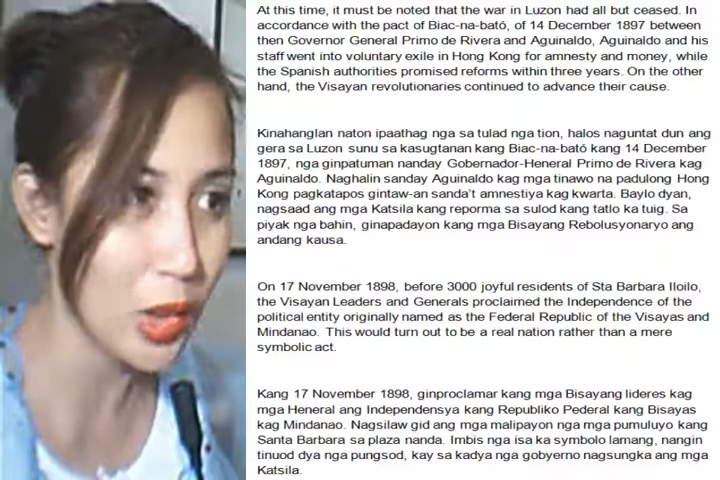 At this time, it must be noted that the war in Luzon had all but ceased. In
accordance with the pact of Biac-na-bató, of 14 December 1897 between
then Governor General Primo de Rivera and Aguinaldo, Aguinaldo and his
staff went into voluntary exile in Hong Kong for amnesty and money, while
the Spanish authorities promised reforms within three years. On the other
hand, the Visayan revolutionaries continued to advance their cause.
Kinahanglan naton ipaathag nga sa tulad nga tion, halos naguntat dun ang
gera sa Luzon sunu sa kasugtanan kang Biac-na-bató kang 14 December
1897, nga ginpatuman nanday Gobernador-Heneral Primo de Rivera kag
Aguinaldo. Naghalin sanday Aguinaldo kag mga tinawo na padulong Hong
Kong pagkatapos gintaw-an sanda't amnestiya kag kwarta. Baylo dyan,
nagsaad ang mga Katsila kang reporma sa sulod kang tatlo ka tuig. Sa
piyak nga bahin, ginapadayon kang mga Bisayang Rebolusyonaryo ang
andang kausa.
On 17 November 1898, before 3000 joyful residents of Sta Barbara Iloilo,
the Visayan Leaders and Generals proclaimed the Independence of the
political entity originally named as the Federal Republic of the Visayas and
Mindanao. This would turn out to be a real nation rather than a mere
symbolic act.
Kang 17 November 1898, ginproclamar kang mga Bisayang lideres kag
mga Heneral ang Independensya kang Republiko Pederal kang Bisayas
kag Mindanao. Nagsilaw gid ang mga malipayon nga mga pumuluyo kang
Santa Barbara sa plaza nanda. Imbis nga isa ka symbolo lamang, nangin
tinuod dya nga pungsod, kay sa kadya nga gobyerno nagsungka ang mga
Katsila.